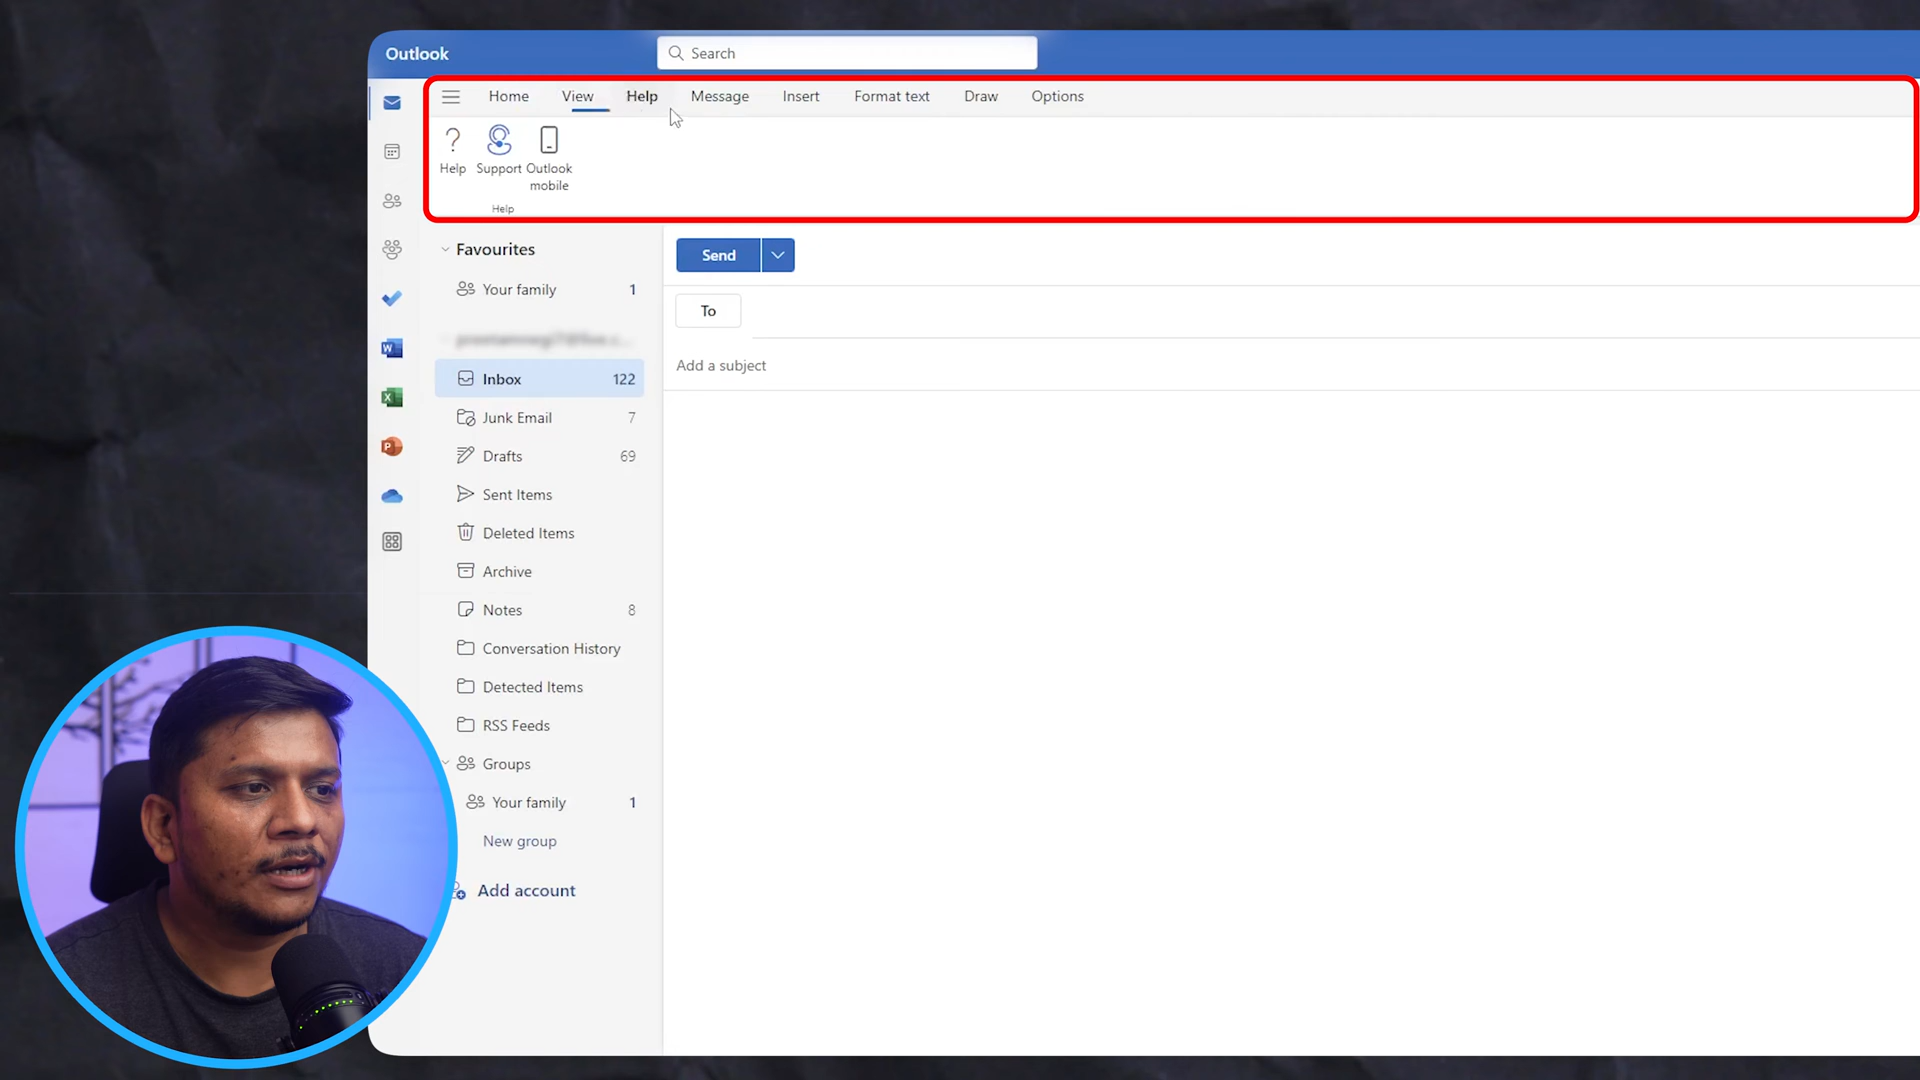 Outlook
Search
Home View Help Message Insert Format text Draw Options
Help Support Outlook mobile
Help
Send
Favourites
Your family 1
To
Add a subject
Inbox 122
Junk Email 7
Drafts 69
Sent Items
Deleted Items
Archive
Notes 8
Conversation History
Detected Items
RSS Feeds
Groups
Your family 1
New group
Add account
W
X
P